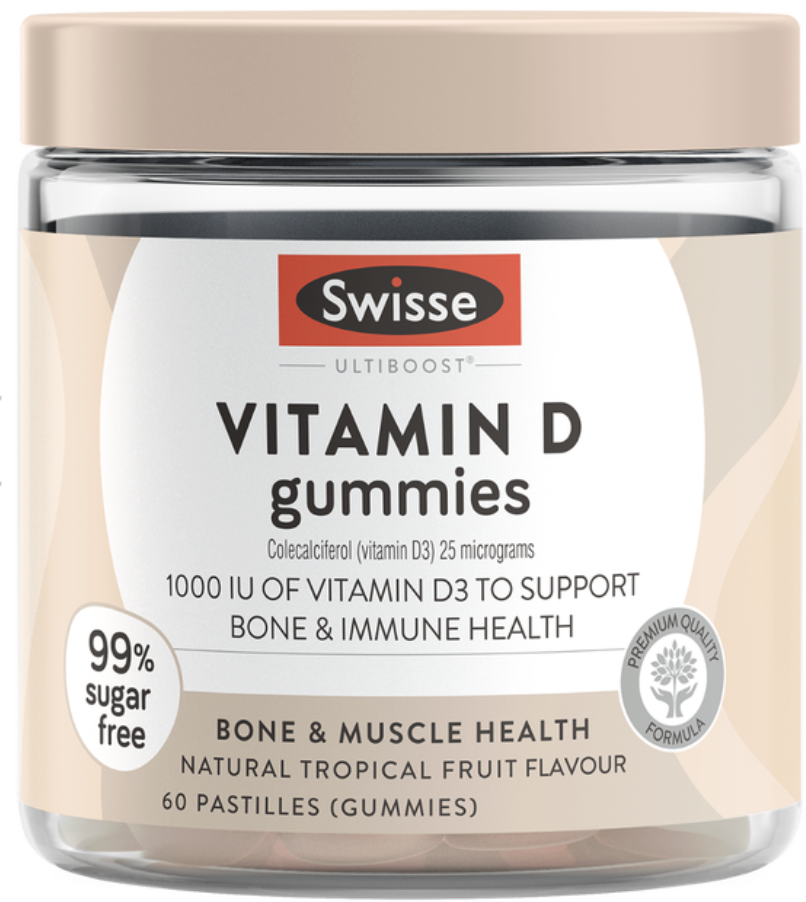 Swisse
ULTIBOOST®
VITAMIN D
gummies
Colecalciferol (vitamin D3) 25 micrograms
1000 IU OF VITAMIN D3 TO SUPPORT
BONE & IMMUNE HEALTH
99%
sugar
free
PREMIUM QUALITY
FORMULA
BONE & MUSCLE HEALTH
NATURAL TROPICAL FRUIT FLAVOUR
60 PASTILLES (GUMMIES)